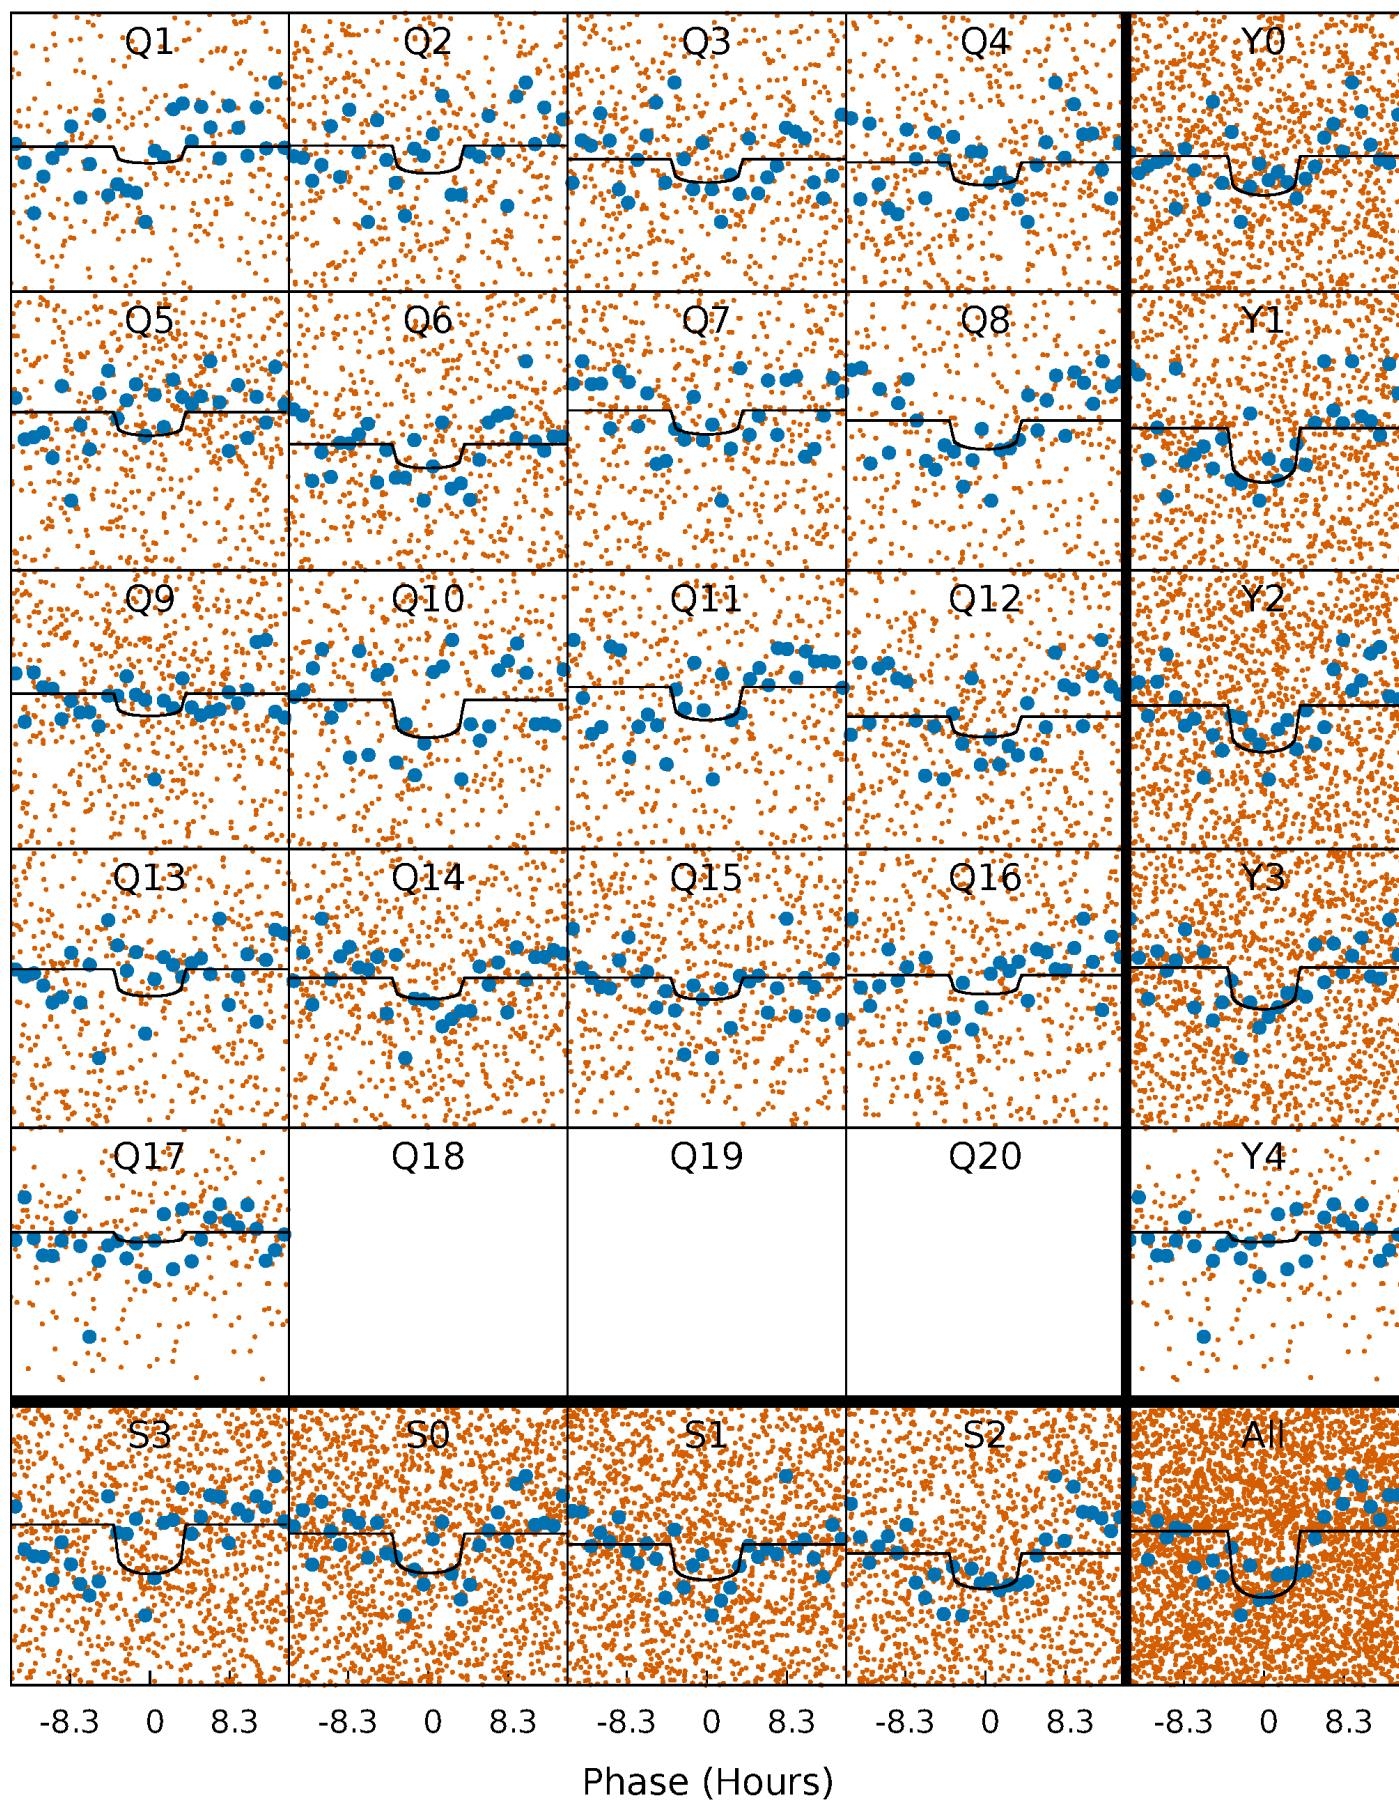 Q1 Q2 Q3 Q4 Y0
Q5 Q6 Q7 Q8 Y1
Q9 Q10 Q11 Q12 Y2
Q13 Q14 Q15 Q16 Y3
Q17 Q18 Q19 Q20 Y4
S3 S0 S1 S2 All
-8.3 0 8.3 -8.3 0 8.3 -8.3 0 8.3 -8.3 0 8.3 -8.3 0 8.3
Phase (Hours)